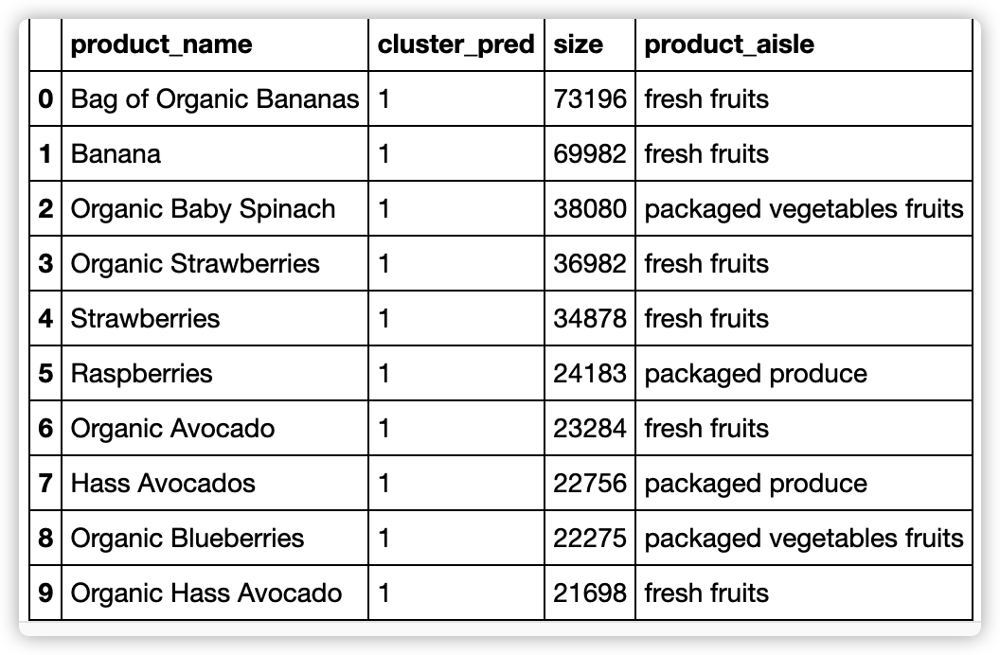 product_name cluster_pred size product_aisle
0 Bag of Organic Bananas 1 73196 fresh fruits
1 Banana 1 69982 fresh fruits
2 Organic Baby Spinach 1 38080 packaged vegetables fruits
3 Organic Strawberries 1 36982 fresh fruits
4 Strawberries 1 34878 fresh fruits
5 Raspberries 1 24183 packaged produce
6 Organic Avocado 1 23284 fresh fruits
7 Hass Avocados 1 22756 packaged produce
8 Organic Blueberries 1 22275 packaged vegetables fruits
9 Organic Hass Avocado 1 21698 fresh fruits